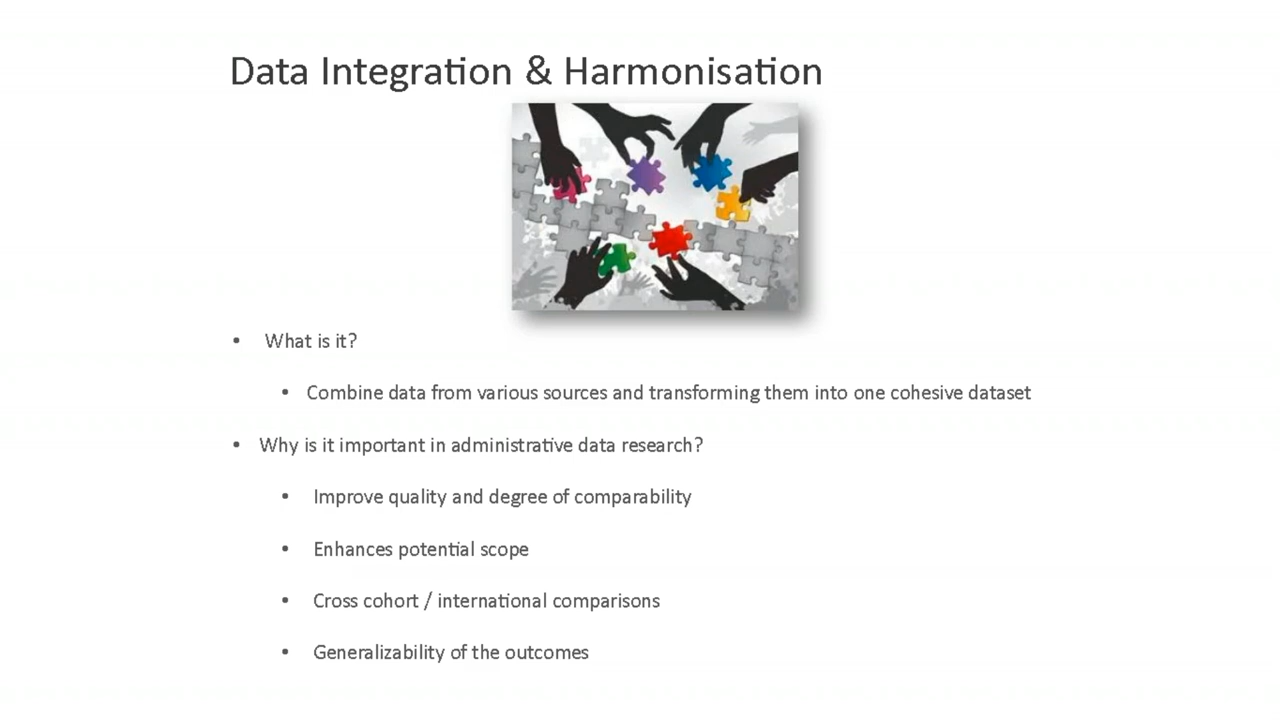 Data Integration & Harmonisation
• What is it?
• Combine data from various sources and transforming them into one cohesive dataset
• Why is it important in administrative data research?
• Improve quality and degree of comparability
• Enhances potential scope
• Cross cohort / international comparisons
• Generalizability of the outcomes